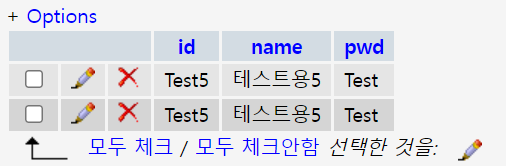 + Options
id name pwd
Test5 테스트용5 Test
Test5 테스트용5 Test
모두 체크 / 모두 체크안함 선택한 것을: